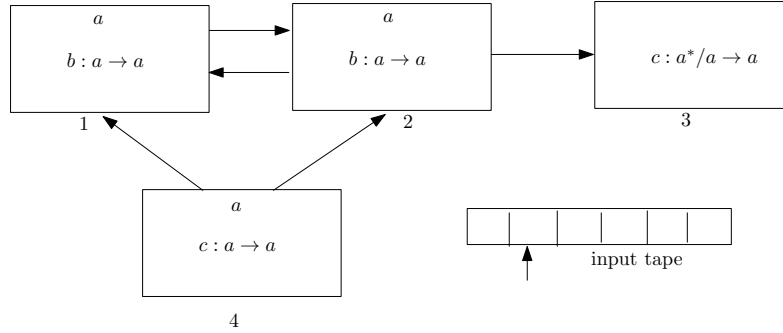 a
b : a → a
1
a
b : a → a
2
c : a*/a → a
3
a
c : a → a
4
input tape